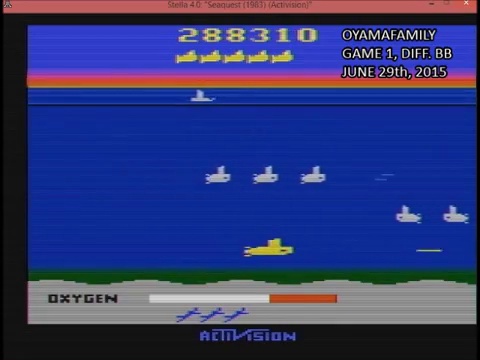 Stella 4.0: "Seaquest (1983) (Activision)"
288310
OYAMAFAMILY
GAME 1, DIFF. BB
JUNE 29th, 2015
OXYGEN
ACTIVISION